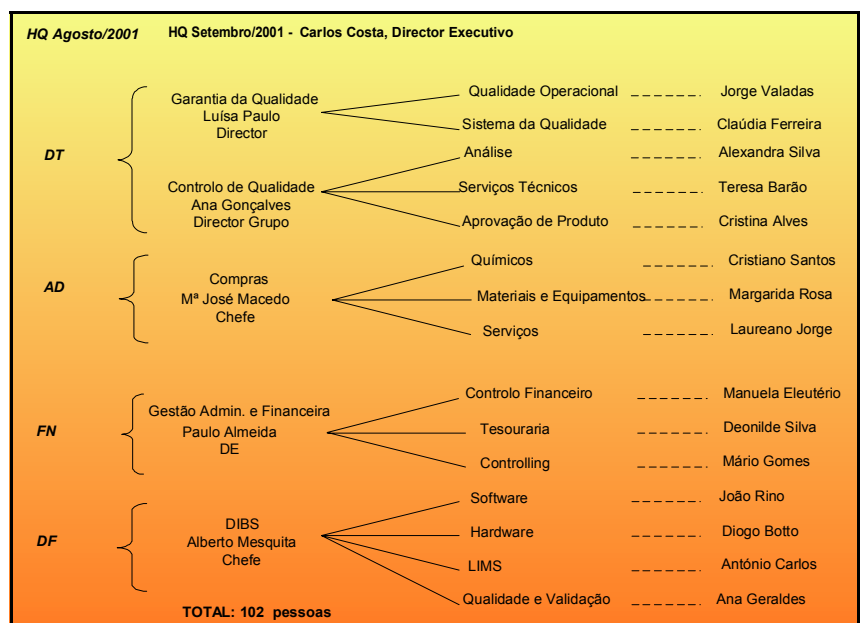 HQ Agosto/2001 HQ Setembro/2001 - Carlos Costa, Director Executivo
DT
Garantia da Qualidade
Luísa Paulo
Director
Qualidade Operacional Jorge Valadas
Sistema da Qualidade Claúdia Ferreira
Controlo de Qualidade
Ana Gonçalves
Director Grupo
Análise Alexandra Silva
Serviços Técnicos Teresa Barão
Aprovação de Produto Cristina Alves
AD
Compras
Mª José Macedo
Chefe
Químicos Cristiano Santos
Materiais e Equipamentos Margarida Rosa
Serviços Laureano Jorge
FN
Gestão Admin. e Financeira
Paulo Almeida
DE
Controlo Financeiro Manuela Eleutério
Tesouraria Deonilde Silva
Controlling Mário Gomes
DF
DIBS
Alberto Mesquita
Chefe
Software João Rino
Hardware Diogo Botto
LIMS António Carlos
Qualidade e Validação Ana Geraldes
TOTAL: 102 pessoas